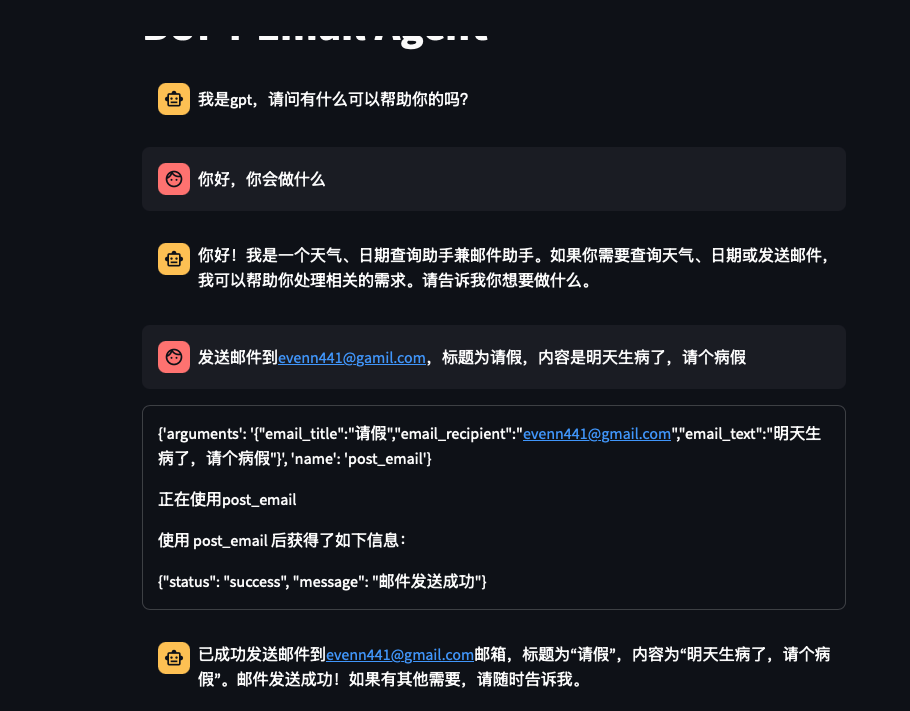 Email Agent
我是gpt，请问有什么可以帮助你的吗？
你好，你会做什么
你好！我是一个天气、日期查询助手兼邮件助手。如果你需要查询天气、日期或发送邮件，
我可以帮助你处理相关的需求。请告诉我你想要做什么。
发送邮件到evenn441@gamil.com，标题为请假，内容是明天生病了，请个病假
{'arguments': '{"email_title":"请假","email_recipient":"evenn441@gmail.com","email_text":"明天生
病了，请个病假"}', 'name': 'post_email'}
正在使用post_email
使用 post_email 后获得了如下信息：
{"status": "success", "message": "邮件发送成功"}
已成功发送邮件到evenn441@gmail.com邮箱，标题为“请假”，内容为“明天生病了，请个病
假”。邮件发送成功！如果有其他需要，请随时告诉我。